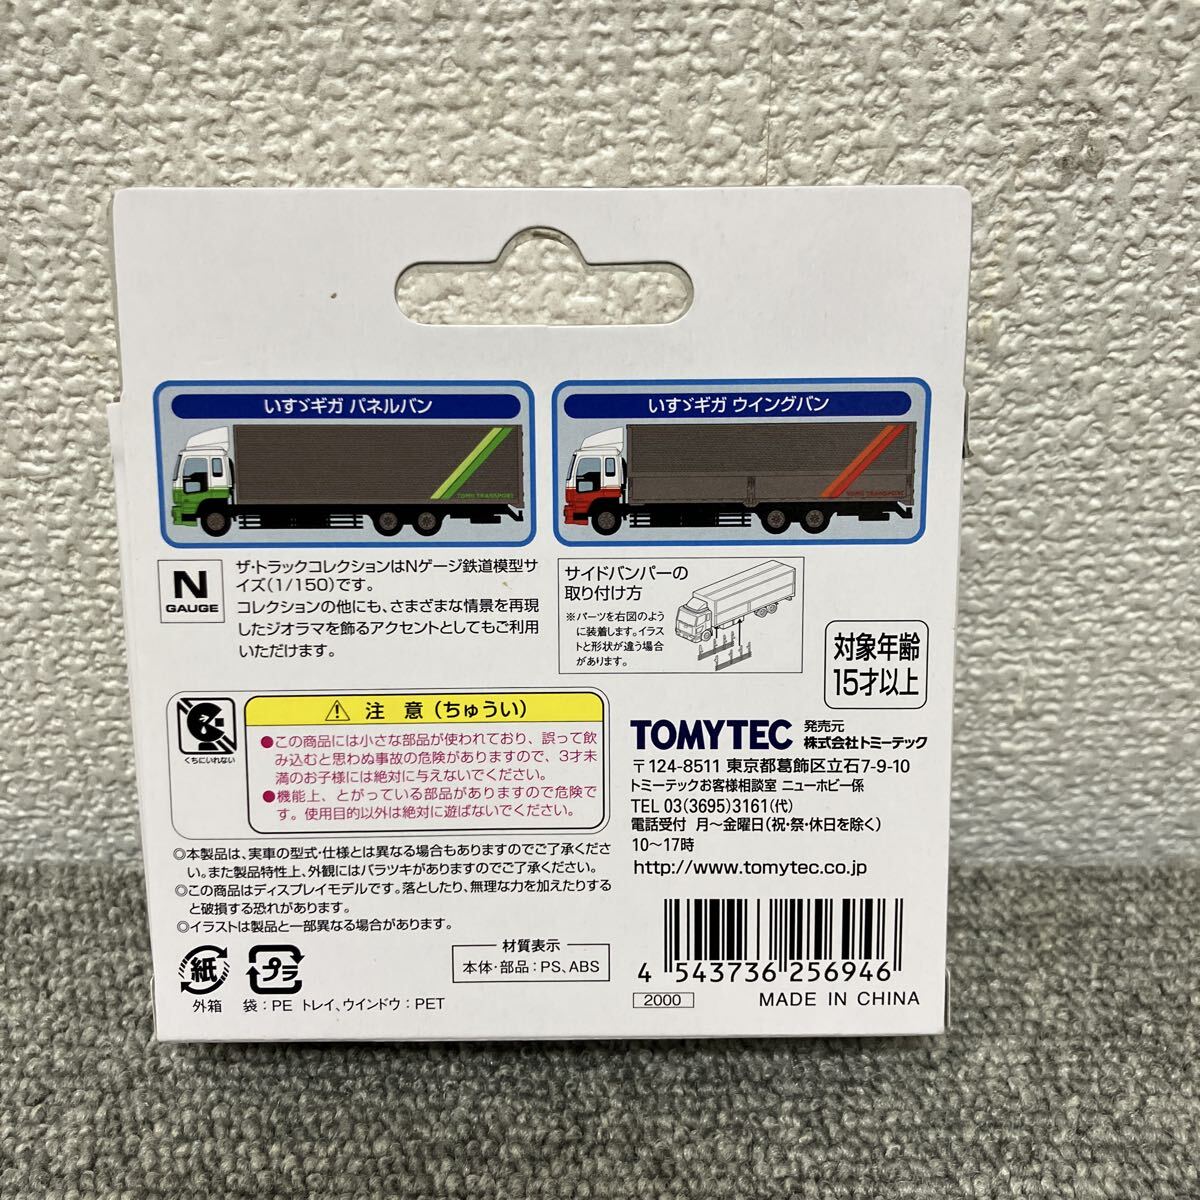 いすゞギガ パネルバン
TOMII TRANSPORT
いすゞギガ ウイングバン
TOMII TRANSPORT
N
GAUGE
ザ・トラックコレクションはNゲージ鉄道模型サ
イズ(1/150)です。
コレクションの他にも、さまざまな情景を再現
したジオラマを飾るアクセントとしてもご利用
いただけます。
サイドバンパーの
取り付け方
※パーツを右図のよう
に装着します。イラス
トと形状が違う場合
があります。
対象年齢
15才以上
くちにいれない
注 意(ちゅうい)
●この商品には小さな部品が使われており、誤って飲
み込むと思わぬ事故の危険がありますので、3才未
満のお子様には絶対に与えないでください。
●機能上、とがっている部品がありますので危険で
す。使用目的以外は絶対に遊ばないでください。
TOMYTEC 発売元
株式会社トミーテック
〒124-8511 東京都葛飾区立石7-9-10
トミーテックお客様相談室 ニューホビー係
TEL 03(3695)3161(代)
電話受付 月〜金曜日(祝・祭・休日を除く)
10〜17時
http://www.tomytec.co.jp
◎本製品は、実車の型式・仕様とは異なる場合もありますのでご了承くださ
い。また製品特性上、外観にはバラツキがありますのでご了承ください。
◎この商品はディスプレイモデルです。落としたり、無理な力を加えたりする
と破損する恐れがあります。
◎イラストは製品と一部異なる場合があります。
紙
外箱
プラ
袋:PE トレイ、ウインドウ:PET
材質表示
本体・部品:PS、ABS
4 543736 256946
2000
MADE IN CHINA